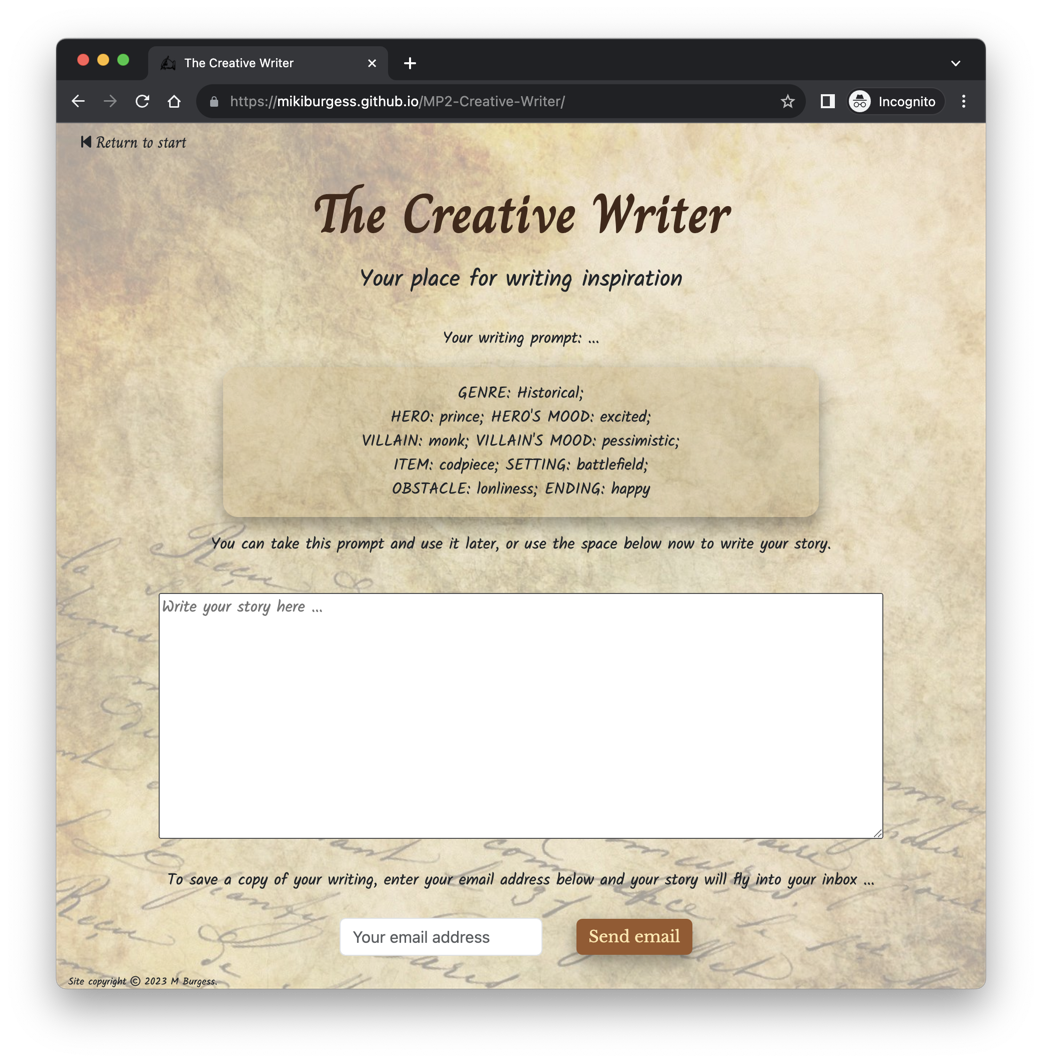 The Creative Writer
https://mikiburgess.github.io/MP2-Creative-Writer/
Incognito
Return to start
The Creative Writer
Your place for writing inspiration
Your writing prompt: ...
GENRE: Historical;
HERO: prince; HERO'S MOOD: excited;
VILLAIN: monk; VILLAIN'S MOOD: pessimistic;
ITEM: codpiece; SETTING: battlefield;
OBSTACLE: lonliness; ENDING: happy
You can take this prompt and use it later, or use the space below now to write your story.
Write your story here ...
To save a copy of your writing, enter your email address below and your story will fly into your inbox ...
Your email address
Send email
Site copyright © 2023 M Burgess.